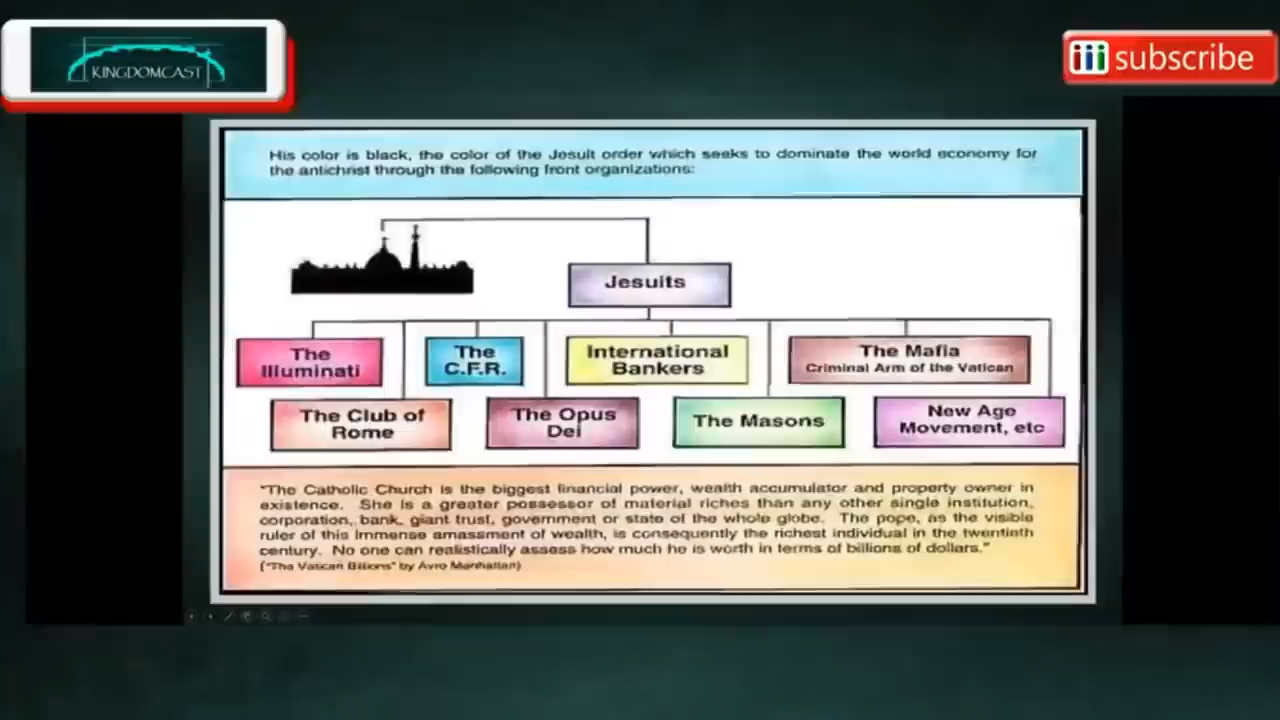 KINGDOMCAST
subscribe
His color is black, the color of the Jesuit order which seeks to dominate the world economy for
the antichrist through the following front organizations:
Jesuits
The
Illuminati
The
C.F.R.
International
Bankers
The Mafia
Criminal Arm of the Vatican
The Club of
Rome
The Opus
Dei
The Masons
New Age
Movement, etc
"The Catholic Church is the biggest financial power, wealth accumulator and property owner in
existence. She is a greater possessor of material riches than any other single institution,
corporation, bank, giant trust, government or state of the whole globe. The pope, as the visible
ruler of this immense amassment of wealth, is consequently the richest individual in the twentieth
century. No one can realistically assess how much he is worth in terms of billions of dollars."
("The Vatican Billions" by Avro Manhattan)